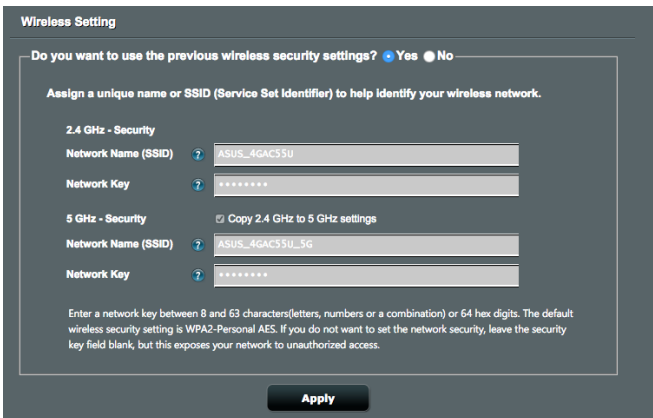 Wireless Setting
Do you want to use the previous wireless security settings? Yes No
Assign a unique name or SSID (Service Set Identifier) to help identify your wireless network.
2.4 GHz - Security
Network Name (SSID) ? ASUS_4GAC55U
Network Key ? ••••••••
5 GHz - Security Copy 2.4 GHz to 5 GHz settings
Network Name (SSID) ? ASUS_4GAC55U_5G
Network Key ? ••••••••
Enter a network key between 8 and 63 characters(letters, numbers or a combination) or 64 hex digits. The default
wireless security setting is WPA2-Personal AES. If you do not want to set the network security, leave the security
key field blank, but this exposes your network to unauthorized access.
Apply